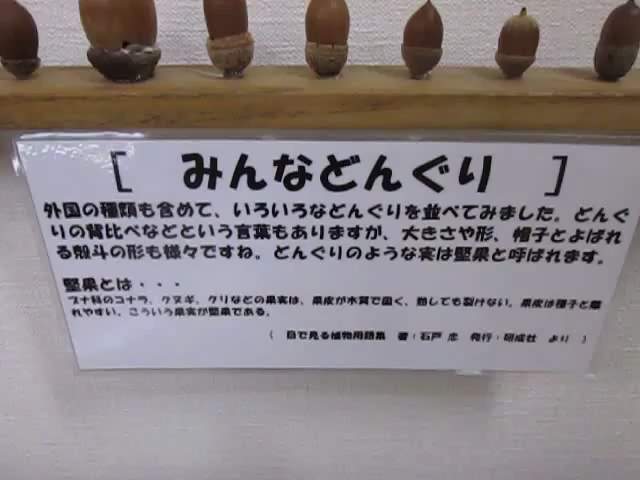 [ みんなどんぐり ]
外国の種類も含めて、いろいろなどんぐりを並べてみました。どんぐ
りの背比べなどという言葉もありますが、大きさや形、帽子とよばれ
る殻斗の形も様々ですね。どんぐりのような実は堅果と呼ばれます。
堅果とは・・・
ブナ科のコナラ、クヌギ、クリなどの果実は、果皮が木質で固く、熟しても裂けない。果皮は種子と離
れやすい。こういう果実が堅果である。
( 目で見る植物用語集 著:石戸 忠 発行:研成社 より )